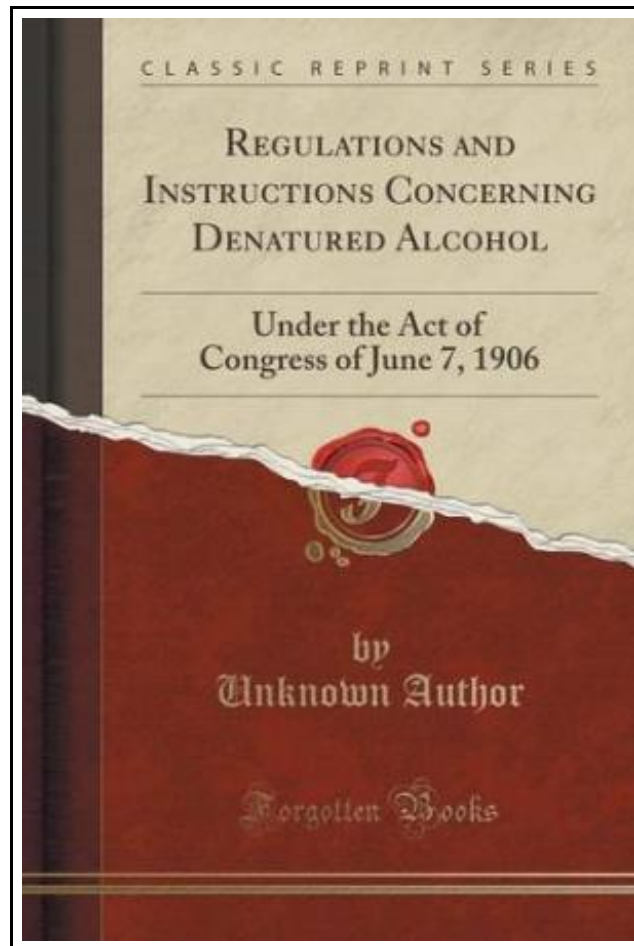 CLASSIC REPRINT SERIES
REGULATIONS AND
INSTRUCTIONS CONCERNING
DENATURED ALCOHOL
Under the Act of
Congress of June 7, 1906
F
by
Unknown Author
Forgotten Books